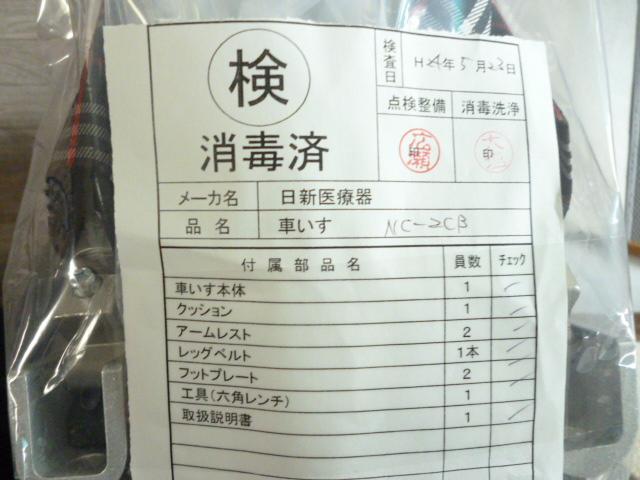 検
消毒済
検査日 H24年5月23日
点検整備 消毒洗浄
広瀬 印
印
メーカ名 日新医療器
品名 車いす NC-2CB
付属部品名 員数 チェック
車いす本体 1
クッション 1
アームレスト 2
レッグベルト 1本
フットプレート 2
工具(六角レンチ) 1
取扱説明書 1